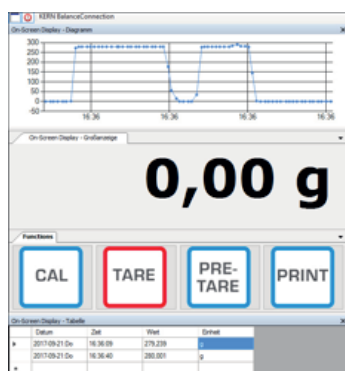 KERN BalanceConnection
On-Screen Display - Diagramm
300
250
200
150
100
50
0
-50
16:36 16:36 16:36 16:36
On-Screen Display - Großanzeige
0,00 g
Functions
CAL TARE PRE-TARE PRINT
On-Screen Display - Tabelle
Datum Zeit Wert Einheit
2017-09-21 Do 16:36:09 279,239 g
2017-09-21 Do 16:36:40 280,001 g